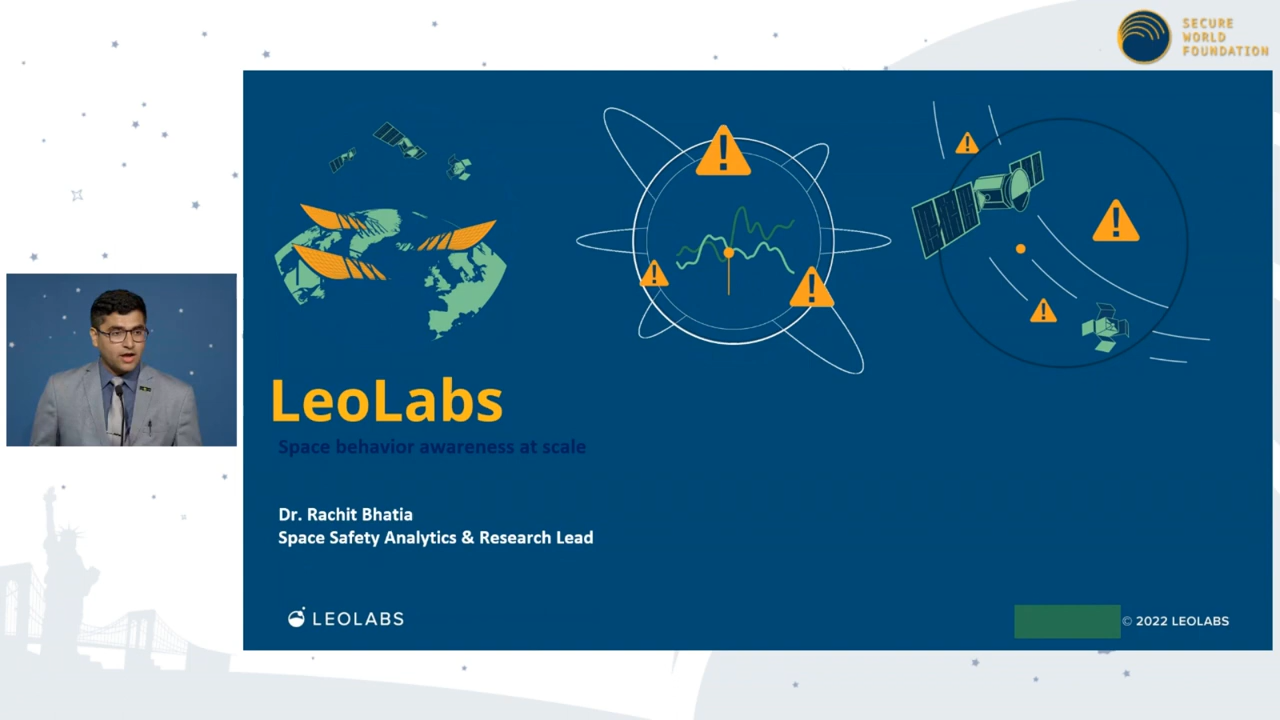 SECURE
WORLD
FOUNDATION
LeoLabs
Space behavior awareness at scale
Dr. Rachit Bhatia
Space Safety Analytics & Research Lead
LEOLABS
© 2022 LEOLABS